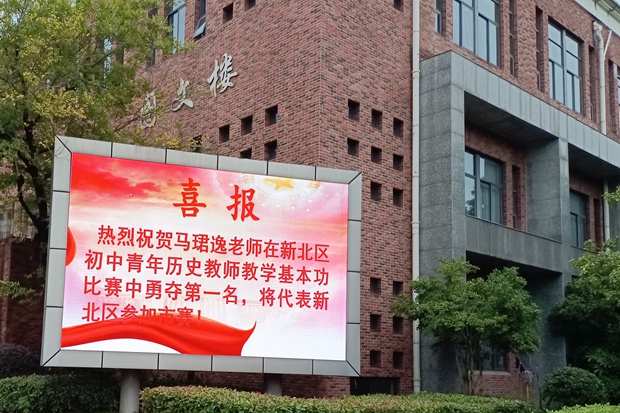 文楼
喜报
热烈祝贺马珺逸老师在新北区
初中青年历史教师教学基本功
比赛中勇夺第一名，将代表新
北区参加市赛！